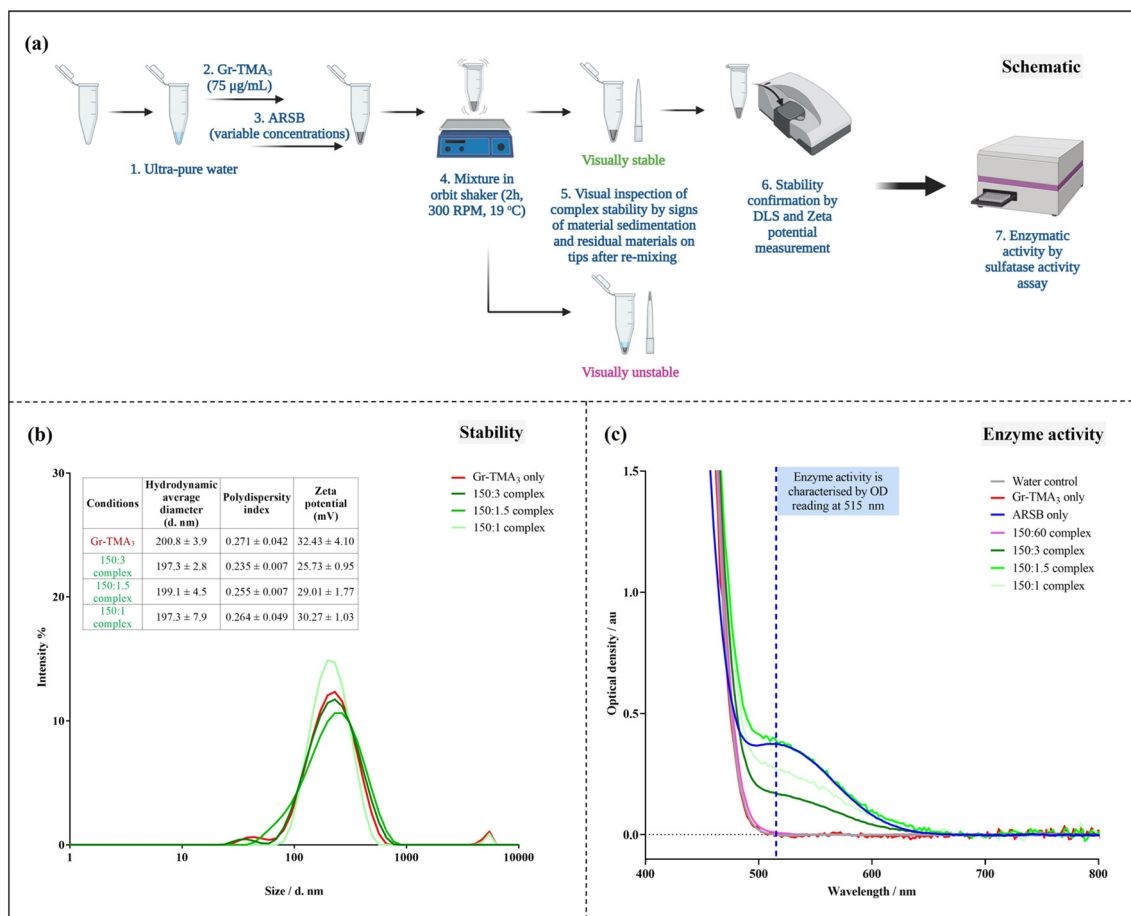 (a)
Schematic
1. Ultra-pure water
2. Gr-TMA₃
(75 µg/mL)
3. ARSB
(variable concentrations)
4. Mixture in
orbit shaker (2h,
300 RPM, 19 °C)
Visually stable
5. Visual inspection of
complex stability by signs
of material sedimentation
and residual materials on
tips after re-mixing
Visually unstable
6. Stability
confirmation by
DLS and Zeta
potential
measurement
7. Enzymatic
activity by
sulfatase activity
assay
(b)
Stability
Gr-TMA₃ only
150:3 complex
150:1.5 complex
150:1 complex
Conditions Hydrodynamic average diameter (d. nm) Polydispersity index Zeta potential (mV)
Gr-TMA₃ 200.8 ± 3.9 0.271 ± 0.042 32.43 ± 4.10
150:3 complex 197.3 ± 2.8 0.235 ± 0.007 25.73 ± 0.95
150:1.5 complex 199.1 ± 4.5 0.255 ± 0.007 29.01 ± 1.77
150:1 complex 197.3 ± 7.9 0.264 ± 0.049 30.27 ± 1.03
Intensity %
30
20
10
0
1 10 100 1000 10000
Size / d. nm
(c)
Enzyme activity
Enzyme activity is
characterised by OD
reading at 515 nm
Water control
Gr-TMA₃ only
ARSB only
150:60 complex
150:3 complex
150:1.5 complex
150:1 complex
Optical density / au
1.5
1.0
0.5
0.0
400 500 600 700 800
Wavelength / nm